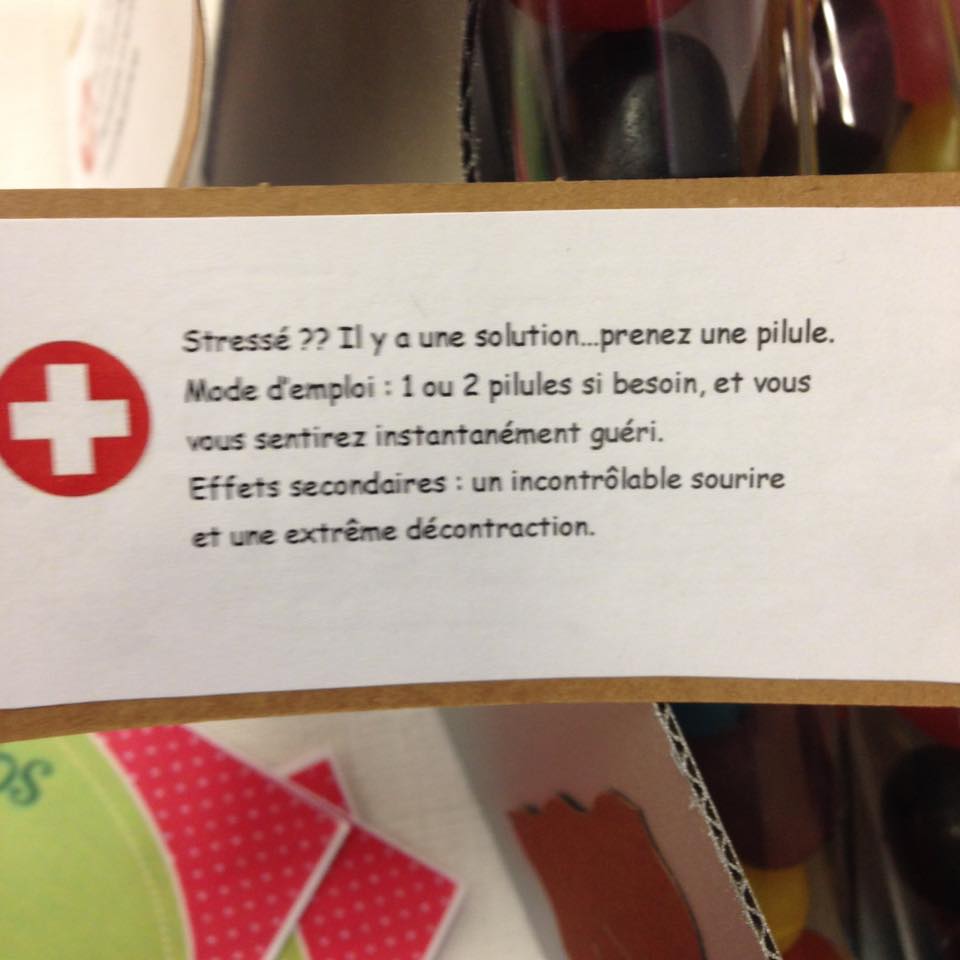 Stressé ?? Il y a une solution...prenez une pilule.
Mode d'emploi : 1 ou 2 pilules si besoin, et vous
vous sentirez instantanément guéri.
Effets secondaires : un incontrôlable sourire
et une extrême décontraction.